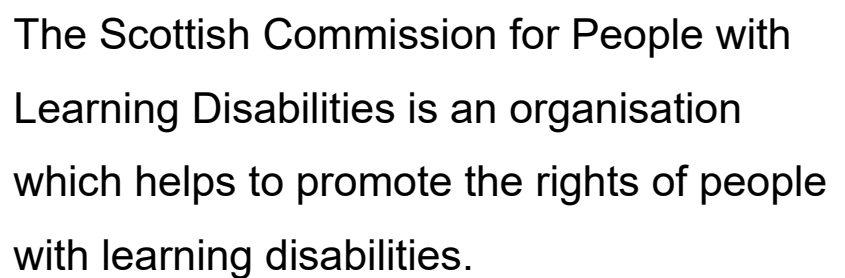 The Scottish Commission for People with
Learning Disabilities is an organisation
which helps to promote the rights of people
with learning disabilities.